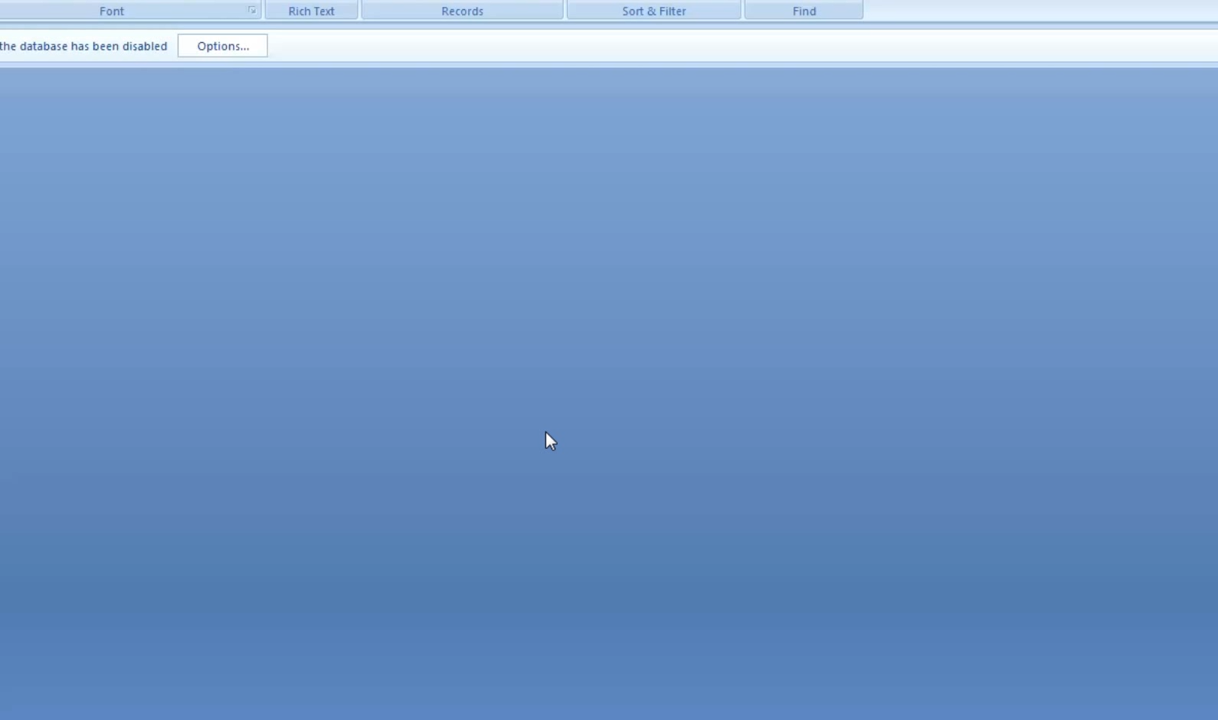 Font Rich Text Records Sort & Filter Find
the database has been disabled Options...